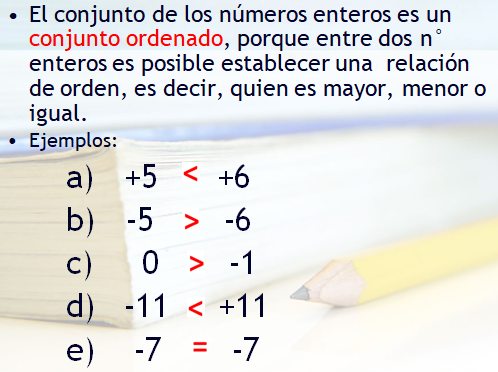 • El conjunto de los números enteros es un
conjunto ordenado, porque entre dos n°
enteros es posible establecer una relación
de orden, es decir, quien es mayor, menor o
igual.
• Ejemplos:
a) +5 < +6
b) -5 > -6
c) 0 > -1
d) -11 < +11
e) -7 = -7